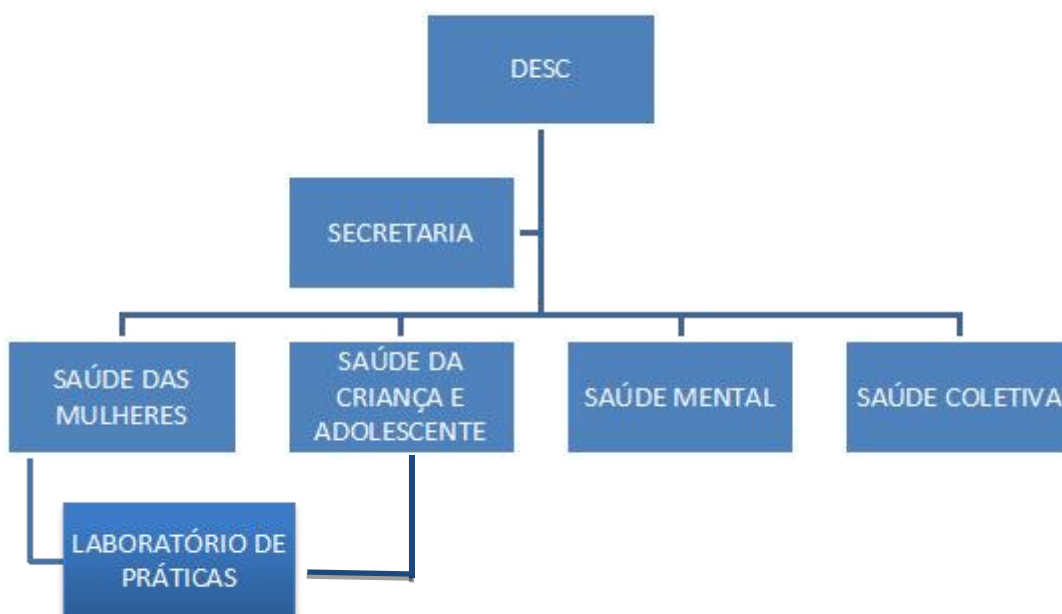 DESC
SECRETARIA
SAÚDE DAS
MULHERES
SAÚDE DA
CRIANÇA E
ADOLESCENTE
SAÚDE MENTAL
SAÚDE COLETIVA
LABORATÓRIO DE
PRÁTICAS